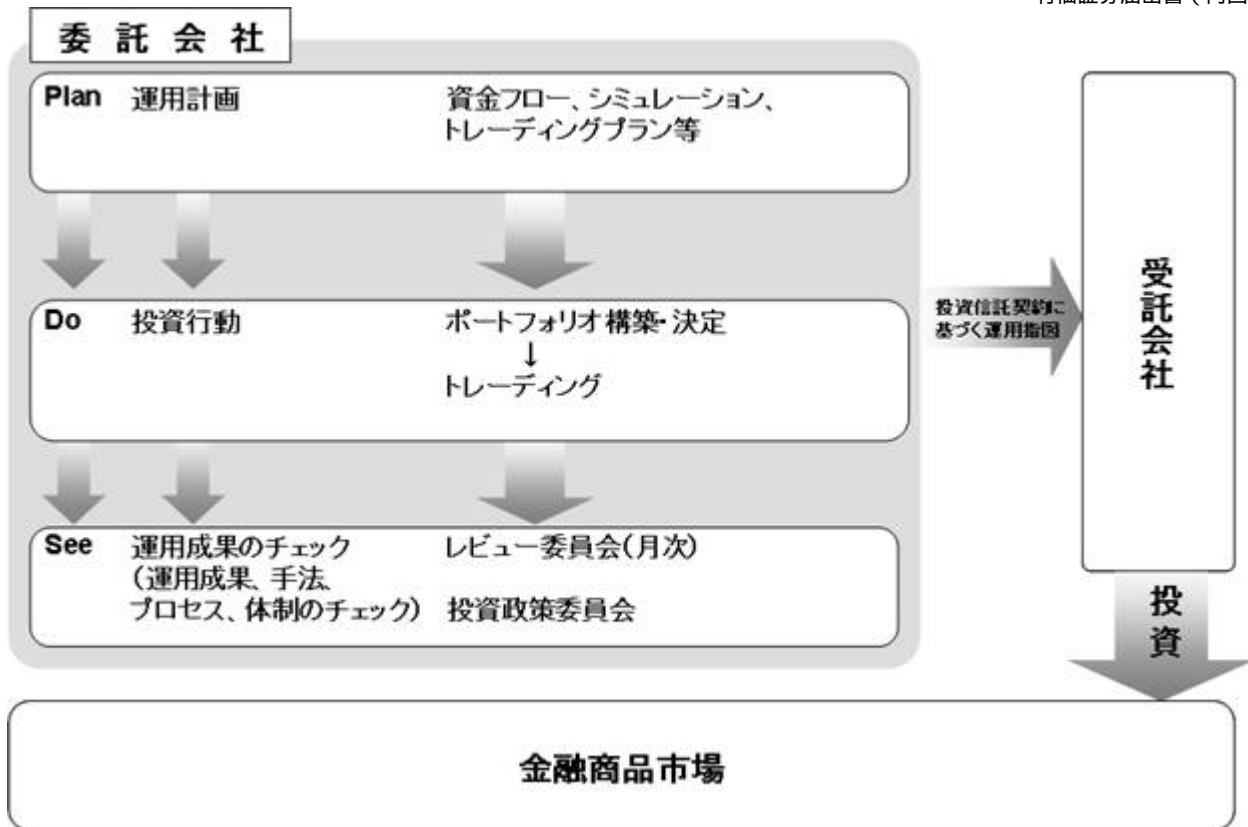 委託会社
Plan 運用計画 資金フロー、シミュレーション、
トレーディングプラン等
Do 投資行動 ポートフォリオ構築・決定
↓
トレーディング
See 運用成果のチェック レビュー委員会(月次)
(運用成果、手法、
プロセス、体制のチェック) 投資政策委員会
投資信託契約に
基づく運用指図
受託会社
投資
金融商品市場